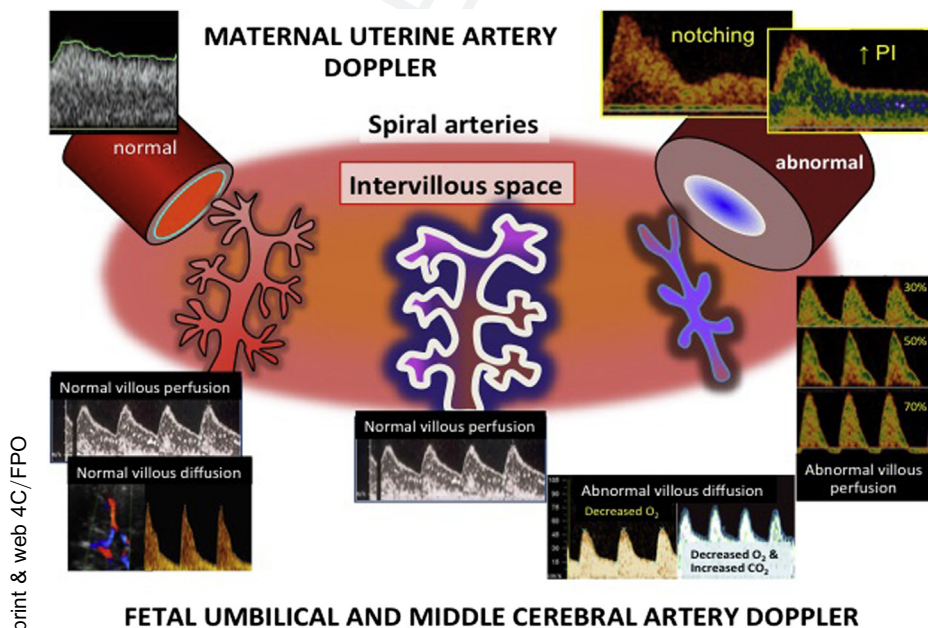 MATERNAL UTERINE ARTERY
DOPPLER
notching
↑ PI
normal
Spiral arteries
abnormal
Intervillous space
30%
50%
70%
Abnormal villous
perfusion
Normal villous perfusion
Normal villous diffusion
Normal villous perfusion
Abnormal villous diffusion
Decreased O₂
Decreased O₂ &
Increased CO₂
print & web 4C/FPO
FETAL UMBILICAL AND MIDDLE CEREBRAL ARTERY DOPPLER